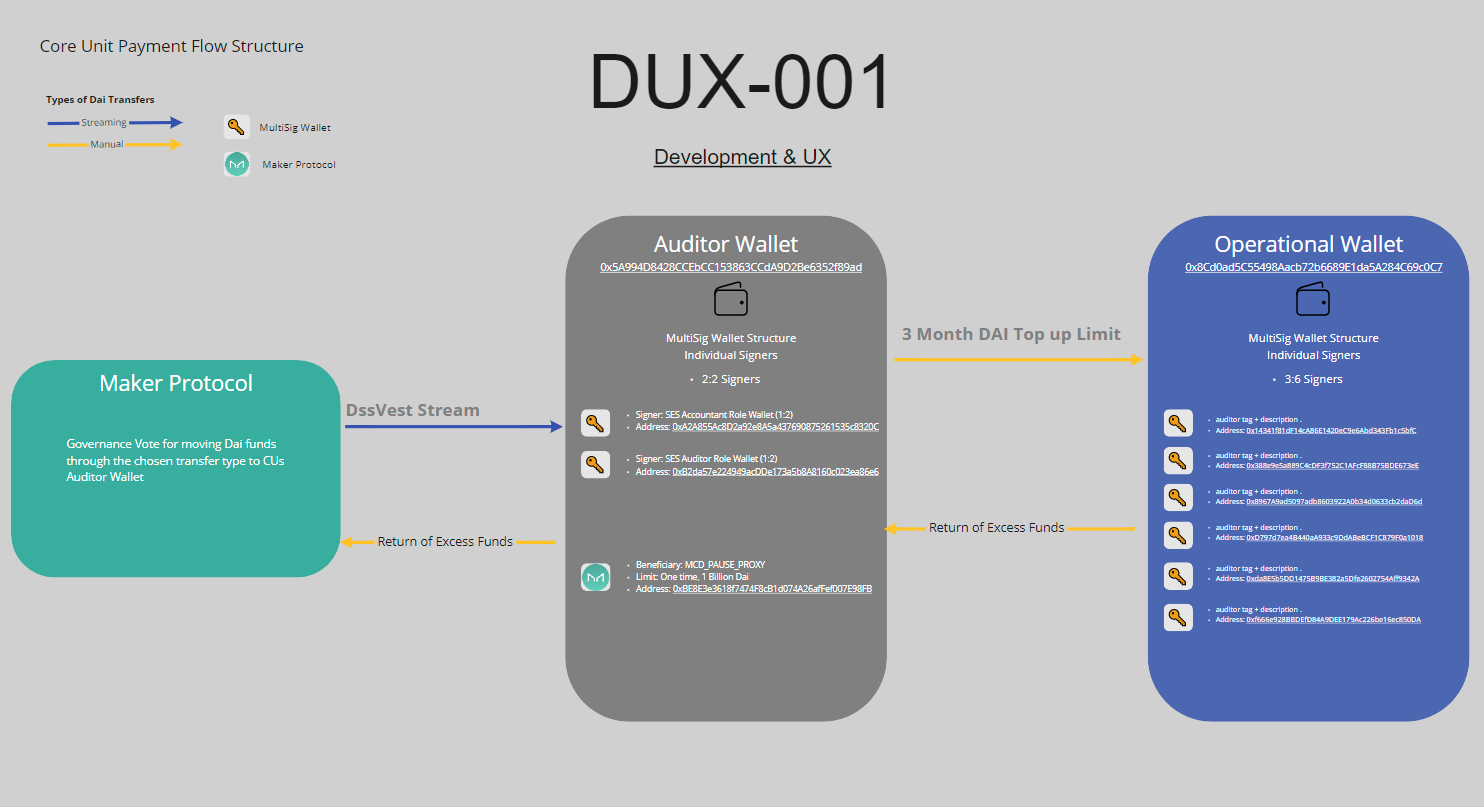 Core Unit Payment Flow Structure
DUX-001
Development & UX
Types of Dai Transfers
Streaming
Manual
MultiSig Wallet
Maker Protocol
Maker Protocol
Governance Vote for moving Dai funds
through the chosen transfer type to CUs
Auditor Wallet
DssVest Stream
Return of Excess Funds
Auditor Wallet
0x5A994D8428CCEbCC153863CCdA9D2Be6352f89ad
MultiSig Wallet Structure
Individual Signers
• 2:2 Signers
• Signer: SES Accountant Role Wallet (1:2)
• Address: 0xA2A855Ac8D2a92e8A5a437690875261535c8320C
• Signer: SES Auditor Role Wallet (1:2)
• Address: 0xB2da57e224949acDDe173a5b8A8160c023ea86e6
• Beneficiary: MCD_PAUSE_PROXY
• Limit: One time, 1 Billion Dai
• Address: 0xBE8E3e3618f7474F8cB1d074A26afFef007E98FB
3 Month DAI Top up Limit
Return of Excess Funds
Operational Wallet
0x8Cd0ad5C55498Aacb72b6689E1da5A284C69c0C7
MultiSig Wallet Structure
Individual Signers
• 3:6 Signers
• auditor tag + description .
• Address: 0x14341f81dF14cA86E1420eC9e6Abd343Fb1c5bfC
• auditor tag + description .
• Address: 0x388e9e5a889C4cDF3f752C1AFcF88B75BDE673eE
• auditor tag + description .
• Address: 0x8967A9ad5097adb8603922A0b34d0633cb2daD6d
• auditor tag + description .
• Address: 0xD797d7ea4B440aA933c9DdABeBCF1C879F0a1018
• auditor tag + description .
• Address: 0xda8E5b5DD1475B9BE382a5Dfe2602754Aff9342A
• auditor tag + description .
• Address: 0xf666e928BBDEfD84A9DEE179Ac226be16ec850DA